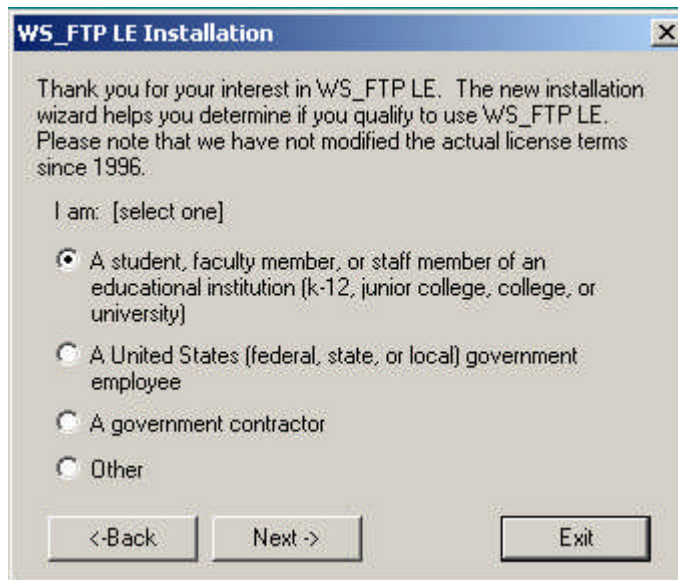 WS_FTP LE Installation
Thank you for your interest in WS_FTP LE.  The new installation
wizard helps you determine if you qualify to use WS_FTP LE.
Please note that we have not modified the actual license terms
since 1996.
I am:  [select one]
A student, faculty member, or staff member of an
educational institution (k-12, junior college, college, or
university)
A United States (federal, state, or local) government
employee
A government contractor
Other
<-Back
Next ->
Exit